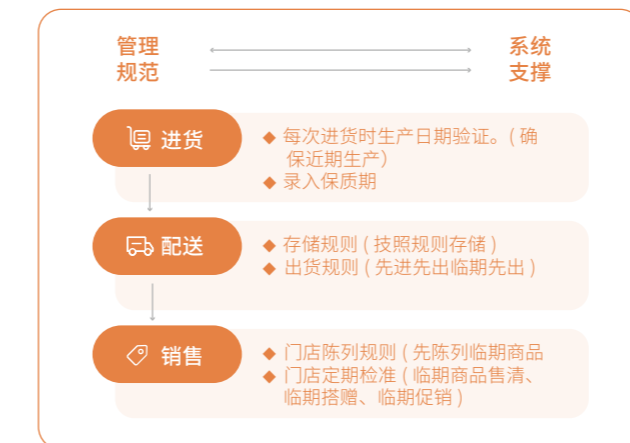 管理
规范
系统
支撑
进货
◆ 每次进货时生产日期验证。( 确
保近期生产）
◆ 录入保质期
配送
◆ 存储规则 ( 按照规则存储 )
◆ 出货规则 ( 先进先出临期先出 )
销售
◆ 门店陈列规则 ( 先陈列临期商品
◆ 门店定期检准 ( 临期商品售清、
临期搭赠、临期促销 )